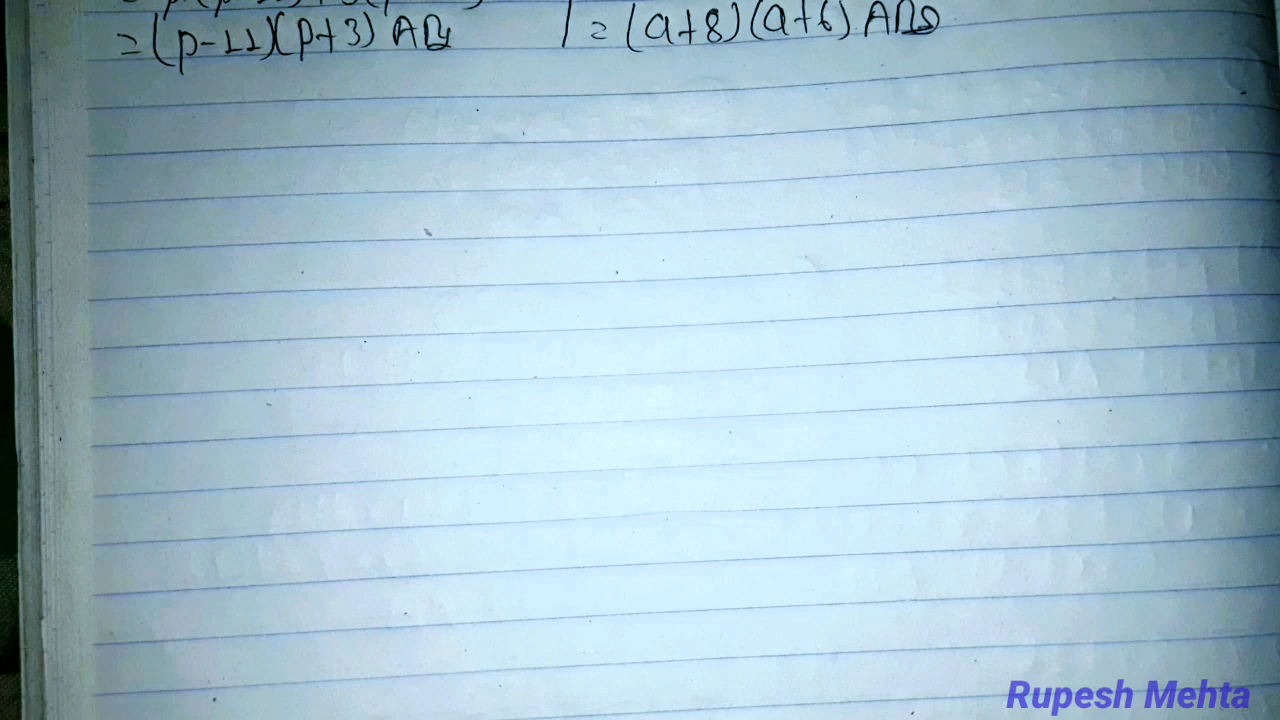 = (p-11)(p+3) Ans
= (a+8)(a+6) Ans
Rupesh Mehta